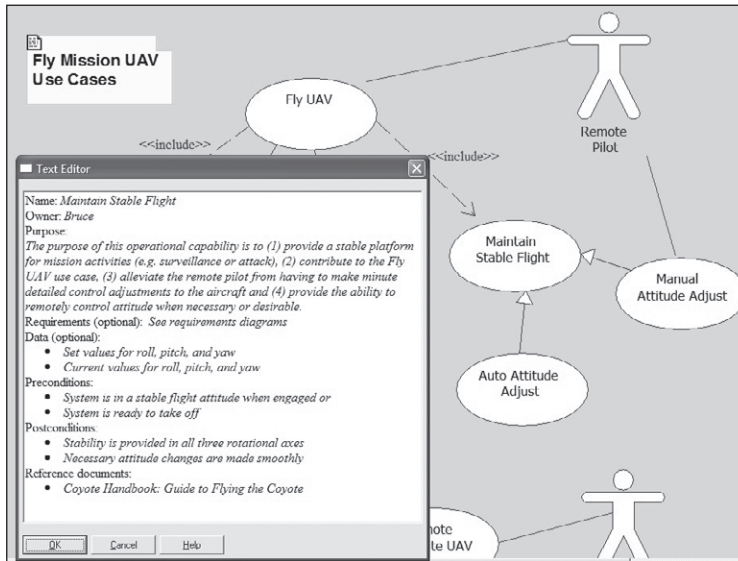 Fly Mission UAV
Use Cases
Fly UAV
Remote
Pilot
<<include>>
<<include>>
Maintain
Stable Flight
Manual
Attitude Adjust
Auto Attitude
Adjust
Text Editor
Name: Maintain Stable Flight
Owner: Bruce
Purpose:
The purpose of this operational capability is to (1) provide a stable platform
for mission activities (e.g. surveillance or attack), (2) contribute to the Fly
UAV use case, (3) alleviate the remote pilot from having to make minute
detailed control adjustments to the aircraft and (4) provide the ability to
remotely control attitude when necessary or desirable.
Requirements (optional): See requirements diagrams
Data (optional):
• Set values for roll, pitch, and yaw
• Current values for roll, pitch, and yaw
Preconditions:
• System is in a stable flight attitude when engaged or
• System is ready to take off
Postconditions:
• Stability is provided in all three rotational axes
• Necessary attitude changes are made smoothly
Reference documents:
• Coyote Handbook: Guide to Flying the Coyote
OK Cancel Help
note
te UAV